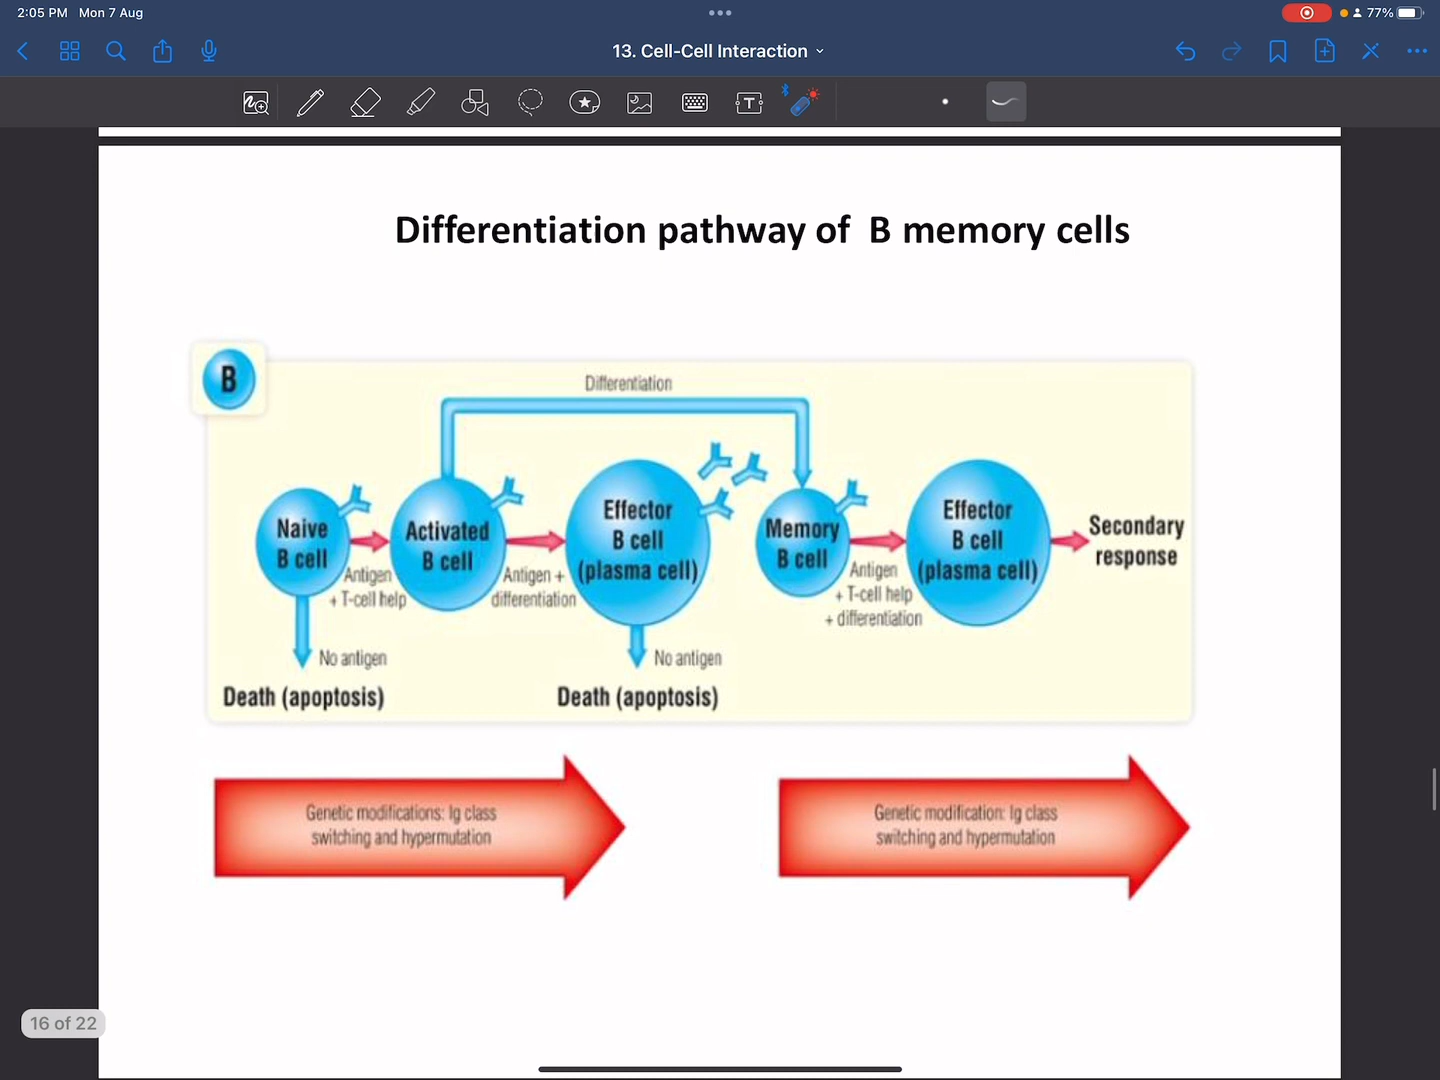 2:05 PM Mon 7 Aug
77%
13. Cell-Cell Interaction
T
Differentiation pathway of B memory cells
B
Differentiation
Naive
B cell
Antigen
+ T-cell help
Activated
B cell
Antigen +
differentiation
Effector
B cell
(plasma cell)
Memory
B cell
Antigen
+ T-cell help
+ differentiation
Effector
B cell
(plasma cell)
Secondary
response
No antigen
Death (apoptosis)
No antigen
Death (apoptosis)
Genetic modifications: Ig class
switching and hypermutation
Genetic modification: Ig class
switching and hypermutation
16 of 22